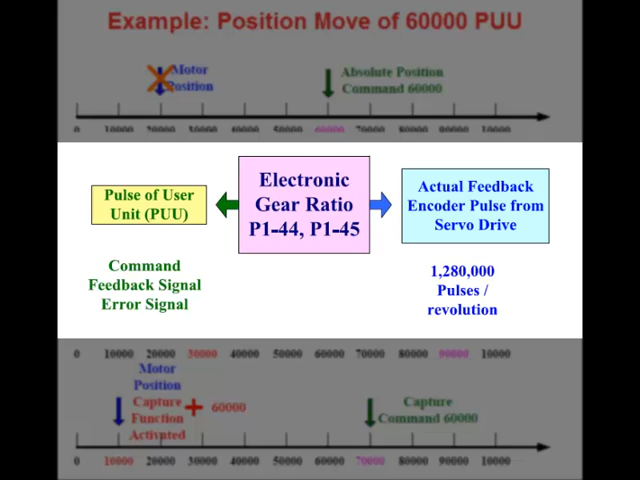 Example: Position Move of 60000 PUU
Motor
Position
Absolute Position
Command 60000
0 10000 20000 30000 40000 50000 60000 70000 80000 90000 10000
Pulse of User
Unit (PUU)
Electronic
Gear Ratio
P1-44, P1-45
Actual Feedback
Encoder Pulse from
Servo Drive
Command
Feedback Signal
Error Signal
1,280,000
Pulses /
revolution
0 10000 20000 30000 40000 50000 60000 70000 80000 90000 10000
Motor
Position
Capture
Function
Activated
60000
Capture
Command 60000
0 10000 20000 30000 40000 50000 60000 70000 80000 90000 10000